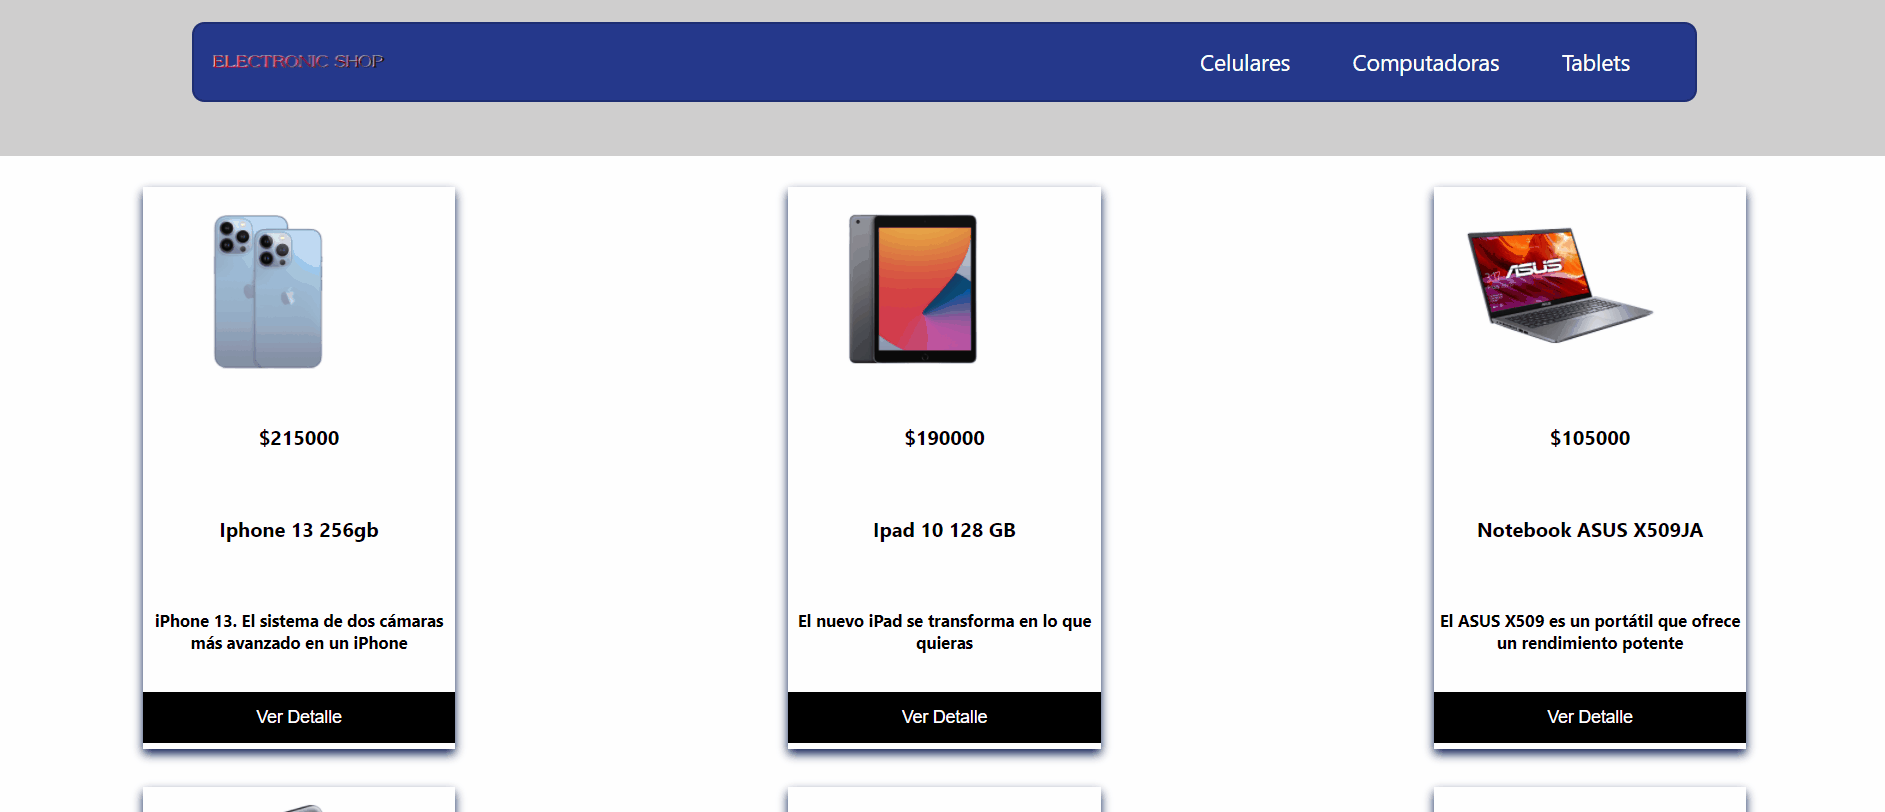 ELECTRONIC SHOP
Celulares Computadoras Tablets
ASUS
$215000
$190000
$105000
Iphone 13 256gb
Ipad 10 128 GB
Notebook ASUS X509JA
iPhone 13. El sistema de dos cámaras
más avanzado en un iPhone
El nuevo iPad se transforma en lo que
quieras
El ASUS X509 es un portátil que ofrece
un rendimiento potente
Ver Detalle
Ver Detalle
Ver Detalle